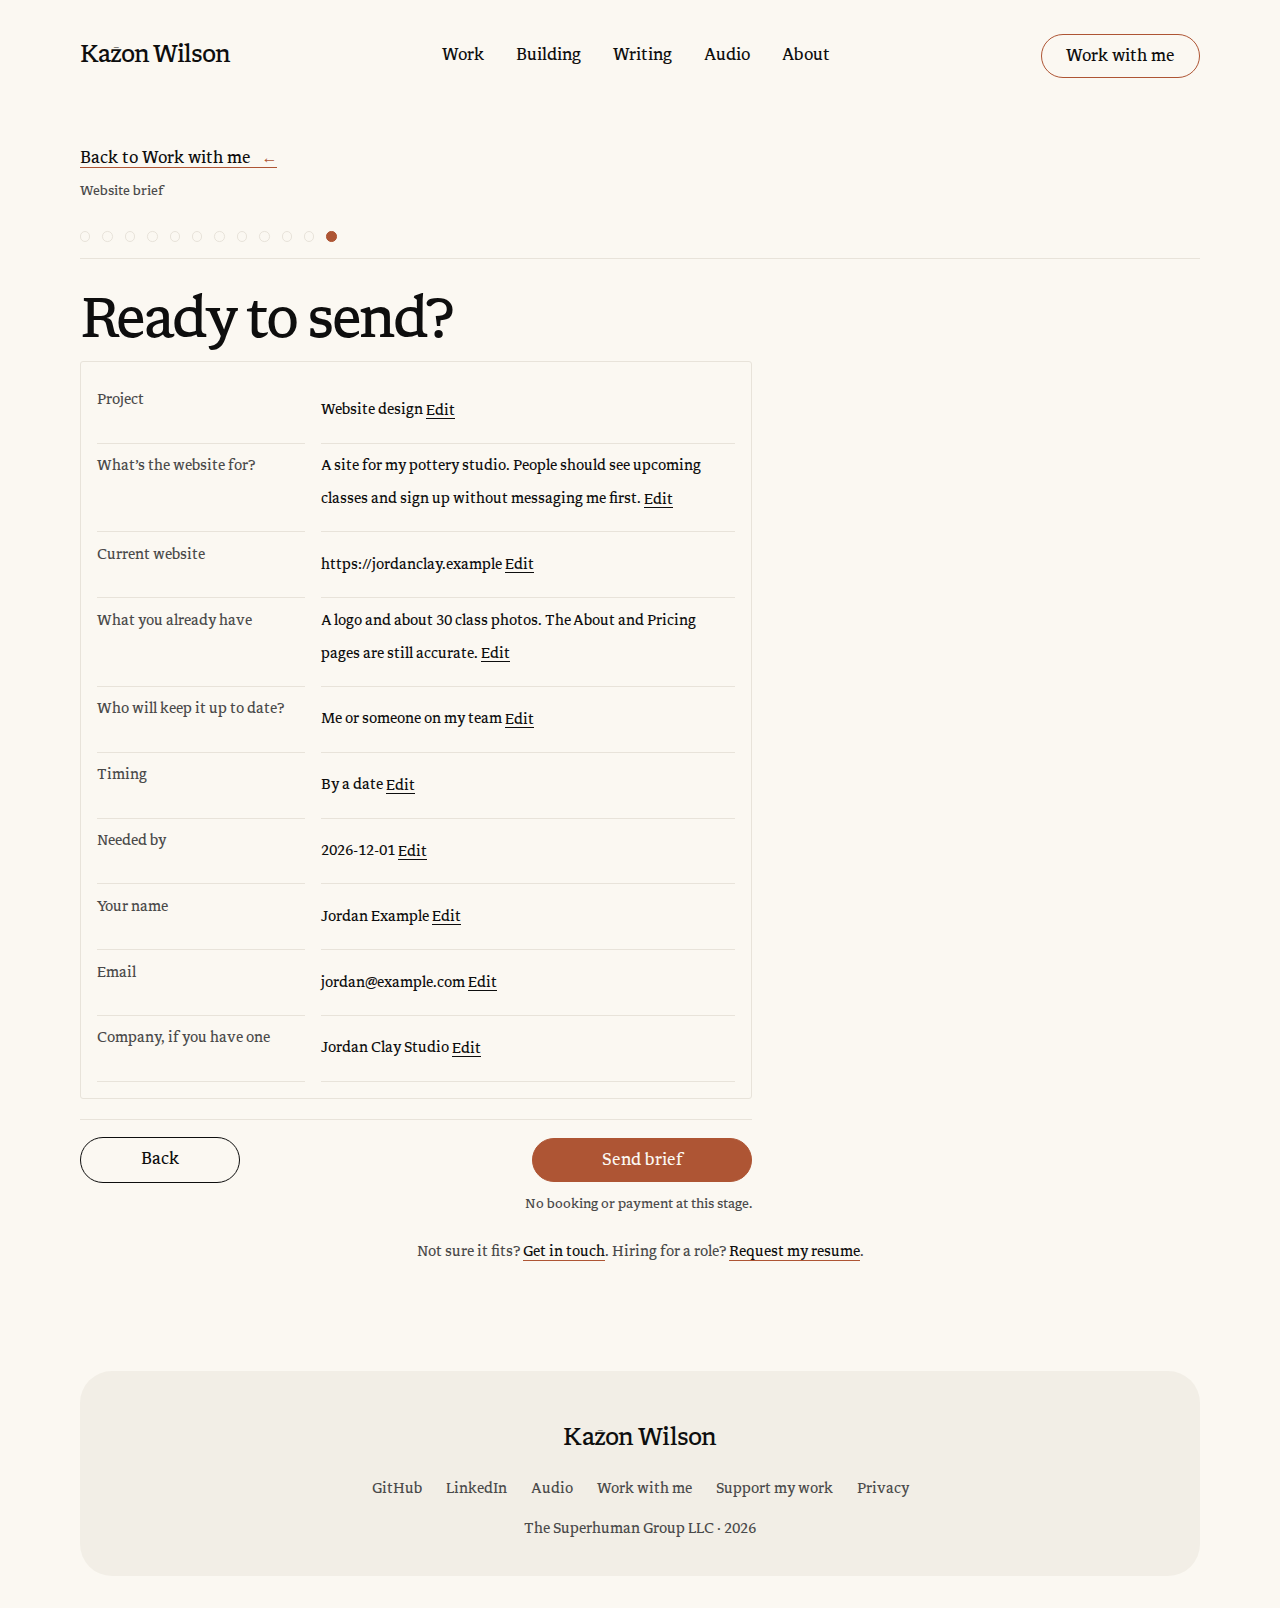 Każon Wilson
Work
Building
Writing
Audio
About
Work with me
Back to Work with me ←
Website brief
Ready to send?
Project
Website design Edit
What’s the website for?
A site for my pottery studio. People should see upcoming
classes and sign up without messaging me first. Edit
Current website
https://jordanclay.example Edit
What you already have
A logo and about 30 class photos. The About and Pricing
pages are still accurate. Edit
Who will keep it up to date?
Me or someone on my team Edit
Timing
By a date Edit
Needed by
2026-12-01 Edit
Your name
Jordan Example Edit
Email
jordan@example.com Edit
Company, if you have one
Jordan Clay Studio Edit
Back
Send brief
No booking or payment at this stage.
Not sure it fits? Get in touch. Hiring for a role? Request my resume.
Każon Wilson
GitHub
LinkedIn
Audio
Work with me
Support my work
Privacy
The Superhuman Group LLC · 2026